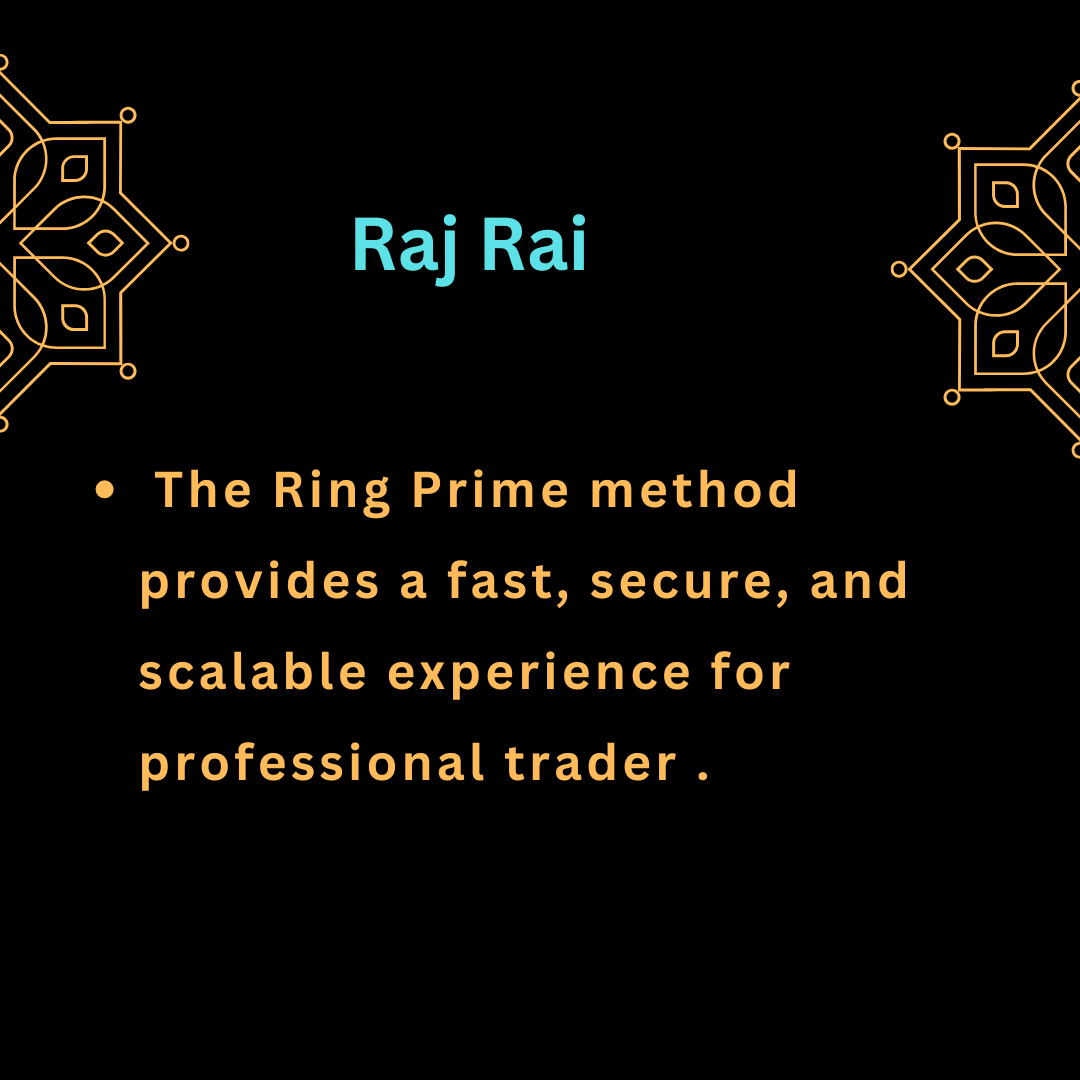 Raj Rai
• The Ring Prime method
provides a fast, secure, and
scalable experience for
professional trader .